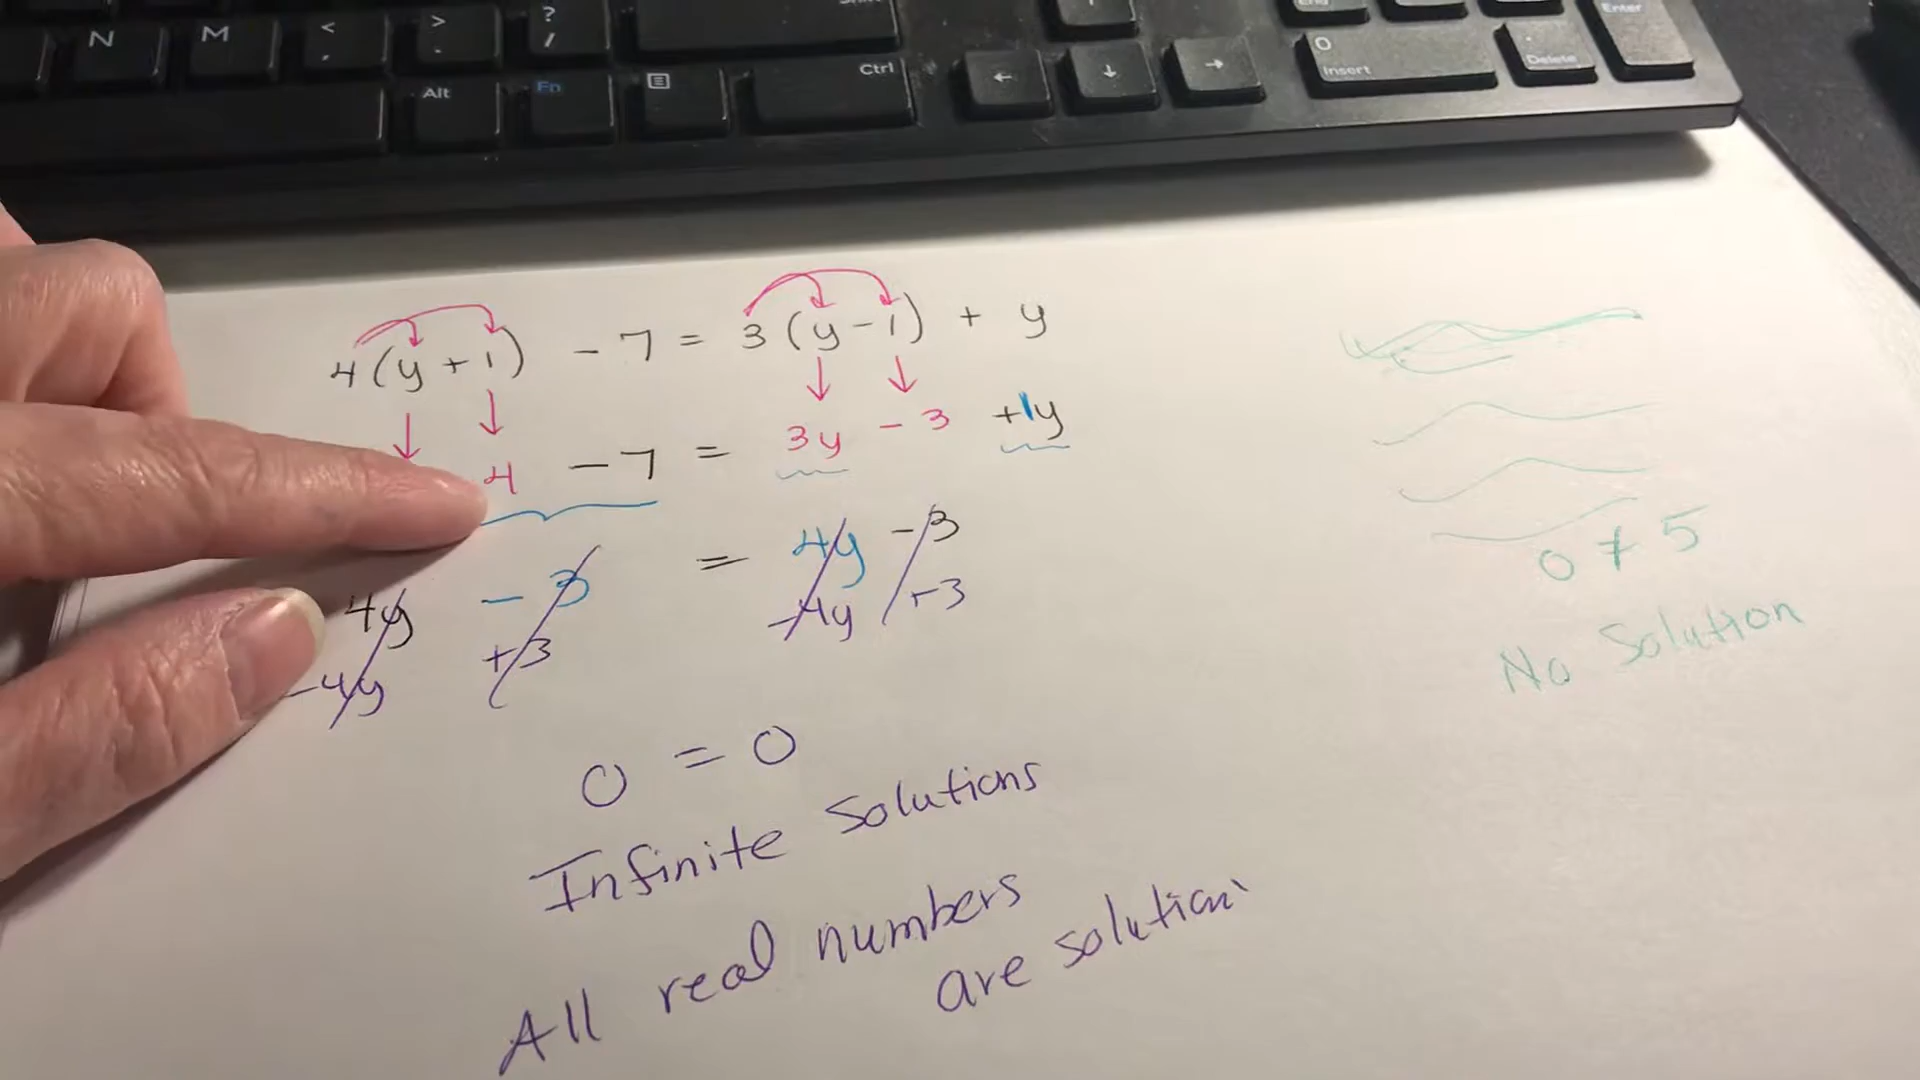 N M < , > . ? / Shift
Alt Fn Ctrl ← ↓ → 0 Insert . Delete Enter End
4(y+1) - 7 = 3(y-1) + y
4 - 7 = 3y - 3 +1y
4y - 3 = 4y - 3
-4y +3 -4y +3
0 = 0
Infinite Solutions
All real numbers
are solution
0 ≠ 5
No Solution